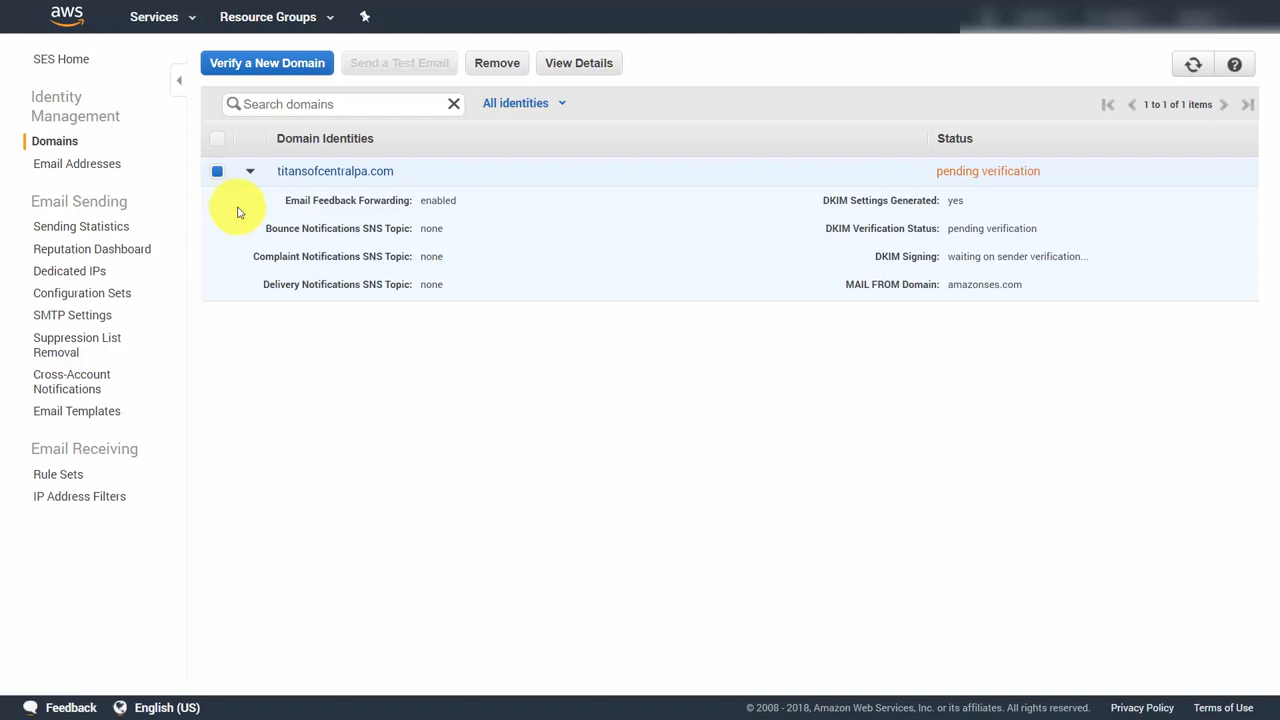 aws
Services
Resource Groups
SES Home
Identity
Management
Domains
Email Addresses
Email Sending
Sending Statistics
Reputation Dashboard
Dedicated IPs
Configuration Sets
SMTP Settings
Suppression List
Removal
Cross-Account
Notifications
Email Templates
Email Receiving
Rule Sets
IP Address Filters
Verify a New Domain
Send a Test Email
Remove
View Details
Search domains
All identities
1 to 1 of 1 items
Domain Identities
Status
titansofcentralpa.com
pending verification
Email Feedback Forwarding: enabled
DKIM Settings Generated: yes
Bounce Notifications SNS Topic: none
DKIM Verification Status: pending verification
Complaint Notifications SNS Topic: none
DKIM Signing: waiting on sender verification...
Delivery Notifications SNS Topic: none
MAIL FROM Domain: amazonses.com
Feedback
English (US)
© 2008 - 2018, Amazon Web Services, Inc. or its affiliates. All rights reserved.
Privacy Policy
Terms of Use